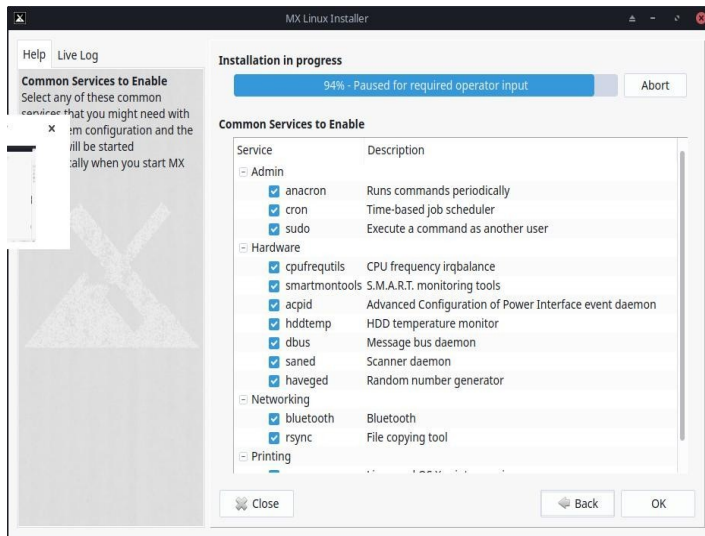 MX Linux Installer
Help
Live Log
Common Services to Enable
Select any of these common
services that you might need with
em configuration and the
will be started
cally when you start MX
x
Installation in progress
94% - Paused for required operator input
Abort
Common Services to Enable
Service Description
Admin
anacron Runs commands periodically
cron Time-based job scheduler
sudo Execute a command as another user
Hardware
cpufrequtils CPU frequency irqbalance
smartmontools S.M.A.R.T. monitoring tools
acpid Advanced Configuration of Power Interface event daemon
hddtemp HDD temperature monitor
dbus Message bus daemon
saned Scanner daemon
haveged Random number generator
Networking
bluetooth Bluetooth
rsync File copying tool
Printing
Close
Back
OK